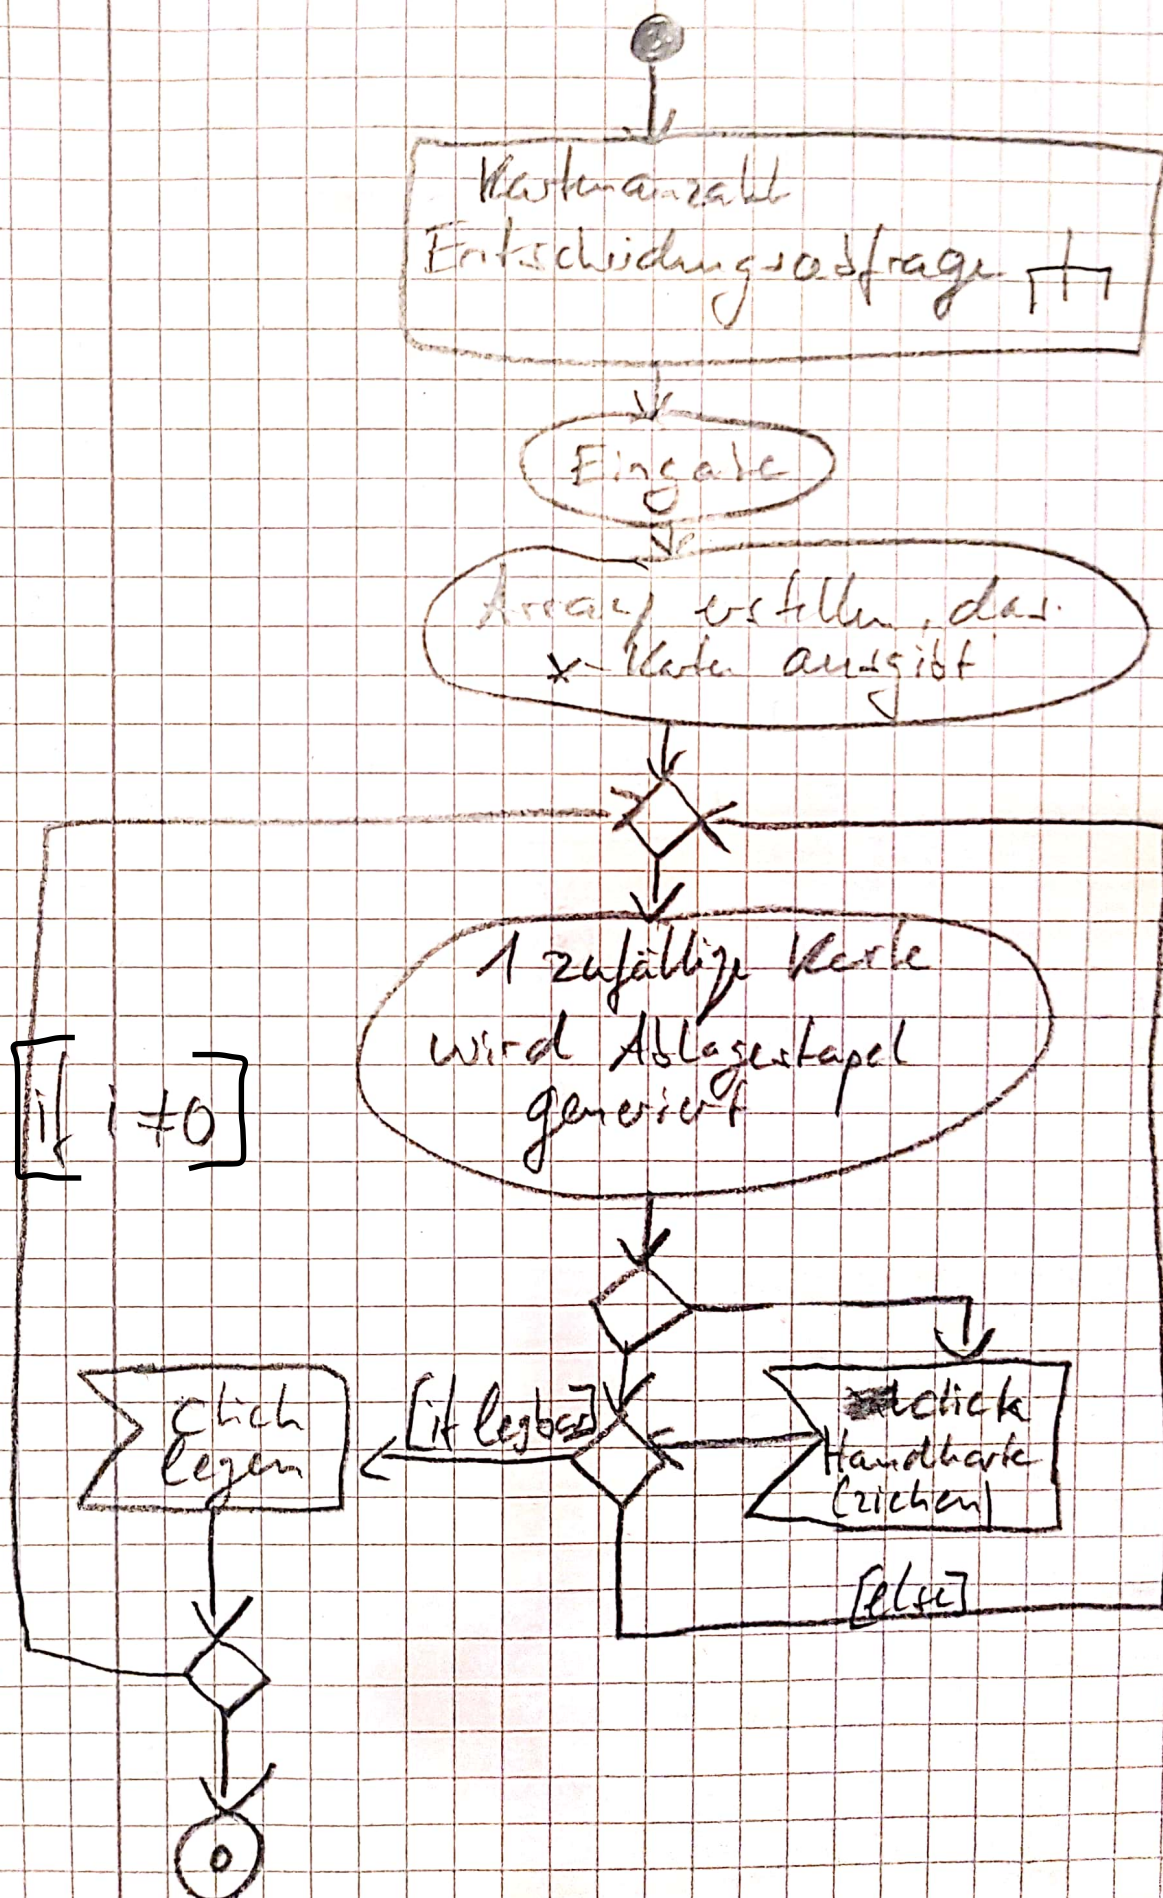 Kartenanzahl
Entscheidungsabfrage
Eingabe
Array erstellen, das
x-Karten ausgibt
1 zufällige Karte
wird Ablagestapel
generiert
[if i ≠ 0]
[if legbar]
Click
legen
Click
Handkarte
(ziehen)
[else]